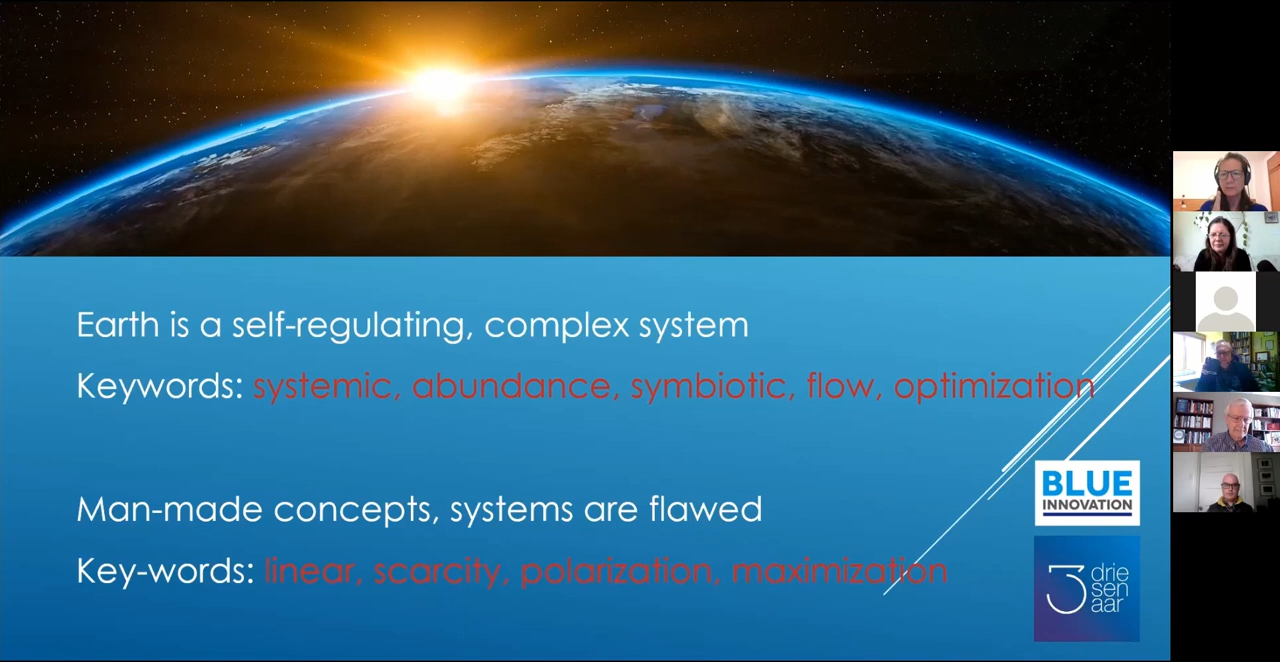 Earth is a self-regulating, complex system
Keywords: systemic, abundance, symbiotic, flow, optimization
Man-made concepts, systems are flawed
Key-words: linear, scarcity, polarization, maximization
BLUE
INNOVATION
3
drie
sen
aar